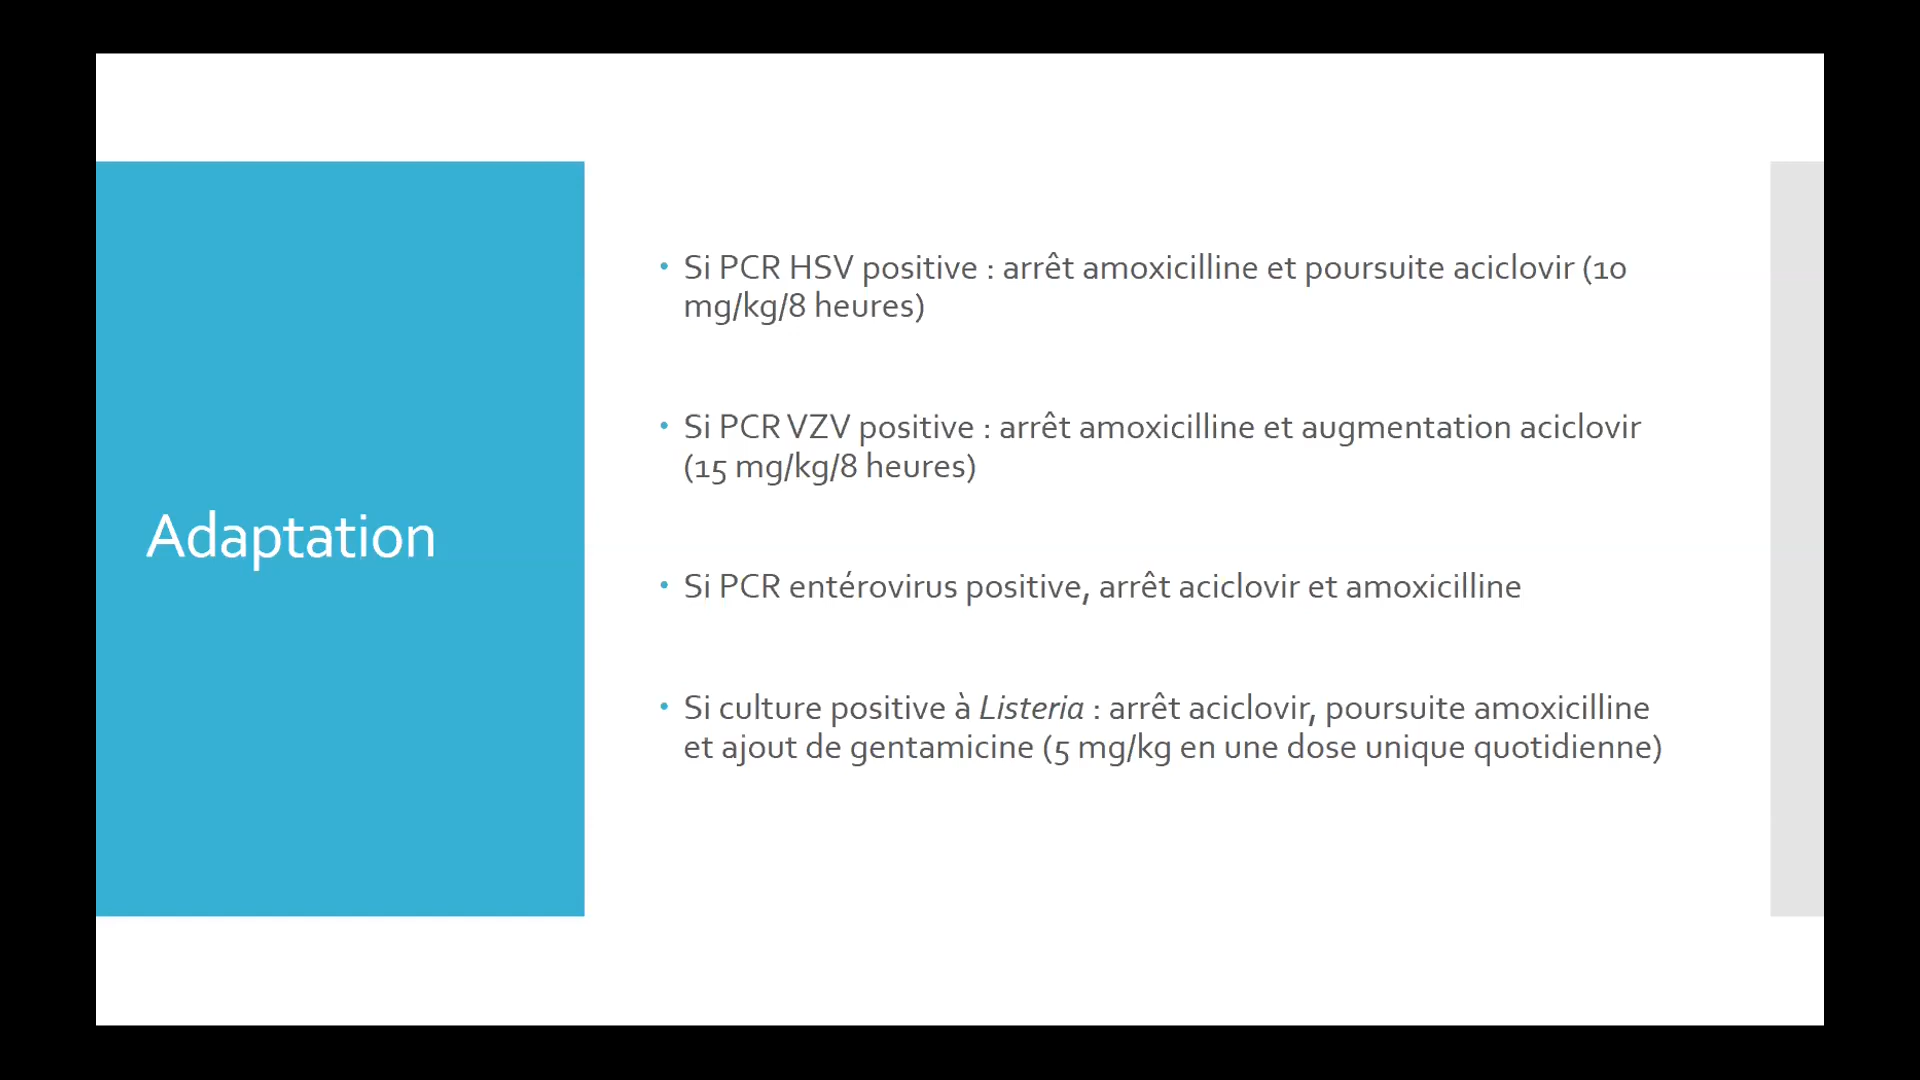 Adaptation
• Si PCR HSV positive : arrêt amoxicilline et poursuite aciclovir (10
mg/kg/8 heures)
• Si PCR VZV positive : arrêt amoxicilline et augmentation aciclovir
(15 mg/kg/8 heures)
• Si PCR entérovirus positive, arrêt aciclovir et amoxicilline
• Si culture positive à Listeria : arrêt aciclovir, poursuite amoxicilline
et ajout de gentamicine (5 mg/kg en une dose unique quotidienne)